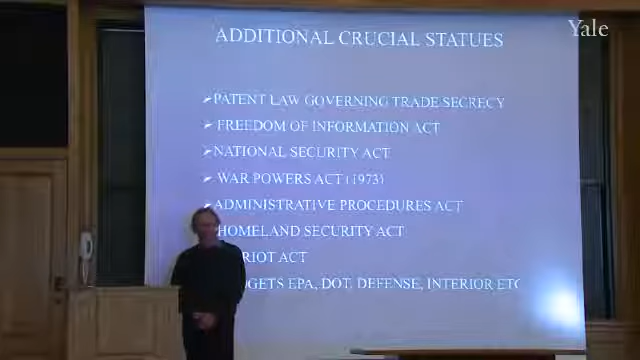 ADDITIONAL CRUCIAL STATUES
Yale
PATENT LAW GOVERNING TRADE SECRECY
FREEDOM OF INFORMATION ACT
NATIONAL SECURITY ACT
WAR POWERS ACT (1973)
ADMINISTRATIVE PROCEDURES ACT
HOMELAND SECURITY ACT
RIOT ACT
DGETS EPA, DOT, DEFENSE, INTERIOR ETC